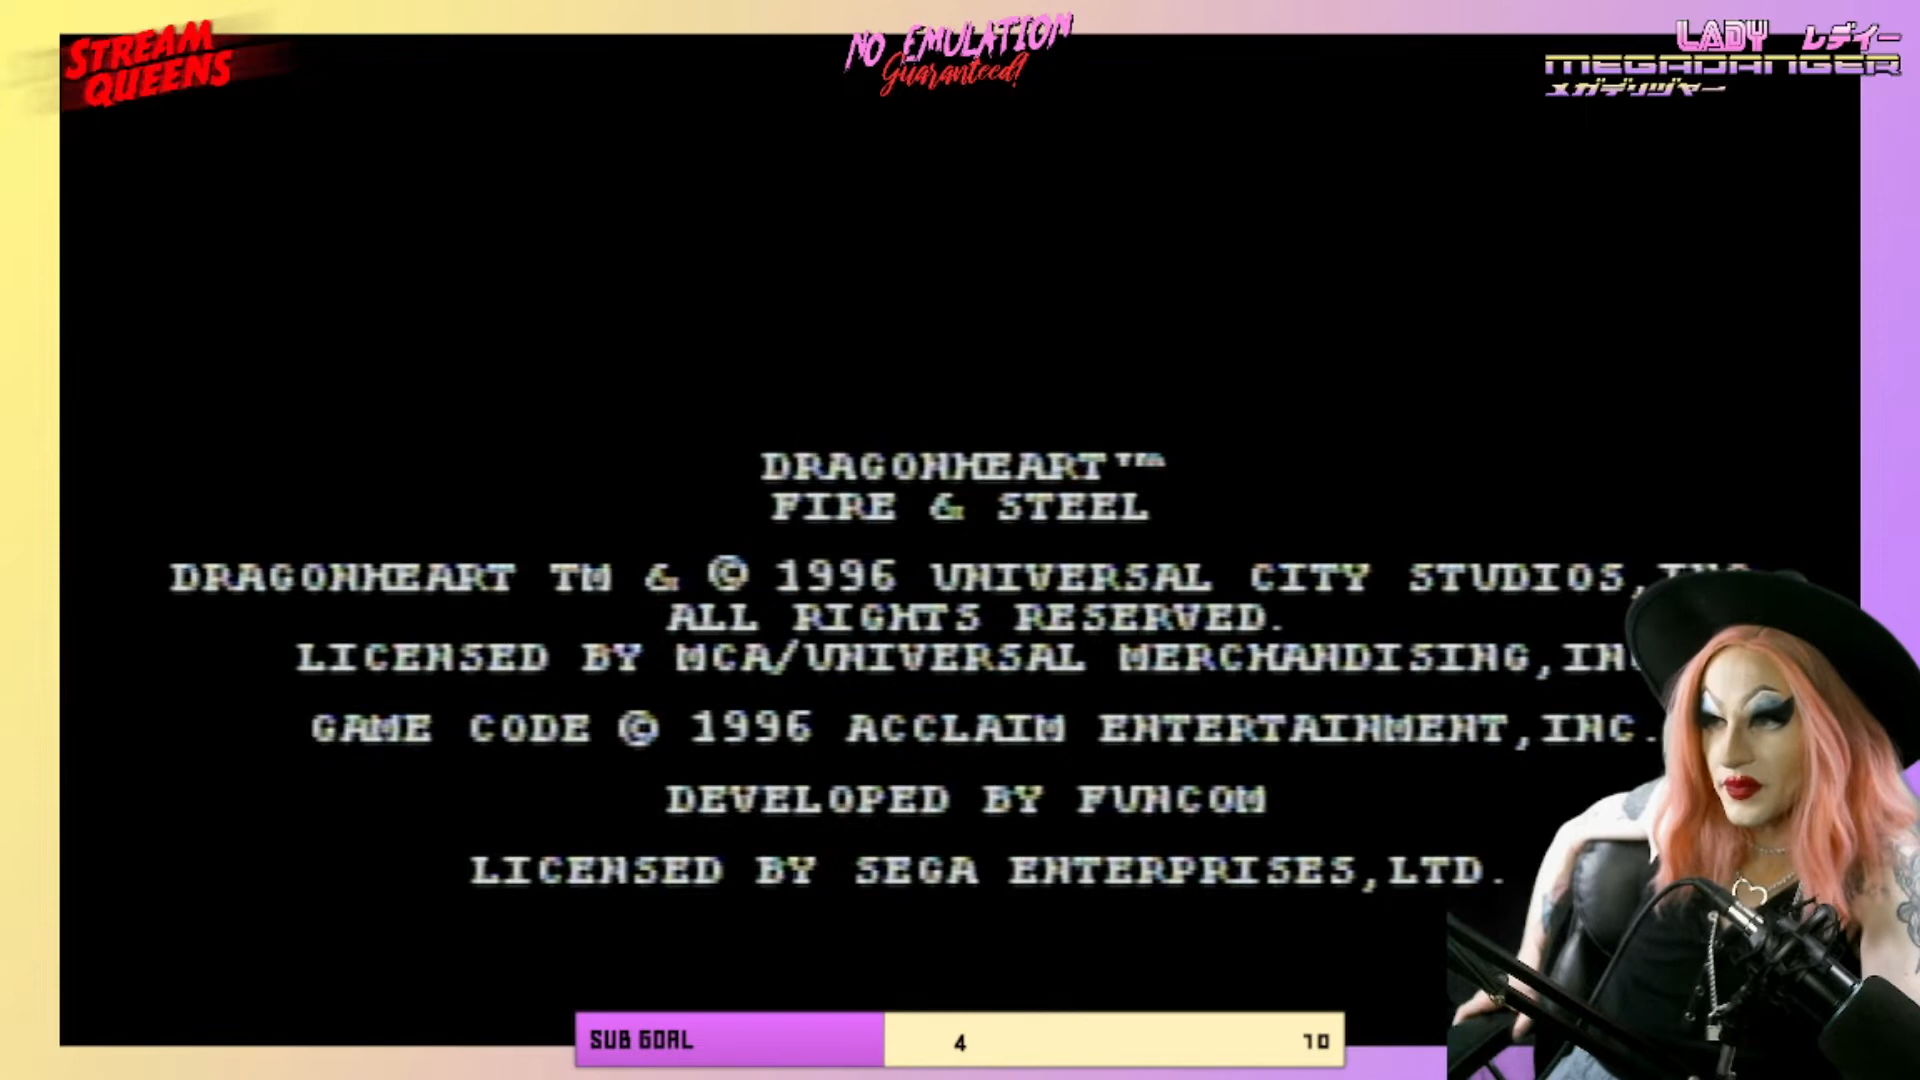 STREAM
QUEENS
NO EMULATION
Guaranteed!
LADY レディー
MEGADANGER
DRAGONHEART™
FIRE & STEEL
DRAGONHEART TM & © 1996 UNIVERSAL CITY STUDIOS, INC
ALL RIGHTS RESERVED.
LICENSED BY MCA/UNIVERSAL MERCHANDISING, IN
GAME CODE © 1996 ACCLAIM ENTERTAINMENT, INC.
DEVELOPED BY FUNCOM
LICENSED BY SEGA ENTERPRISES, LTD.
SUB GOAL 4 10